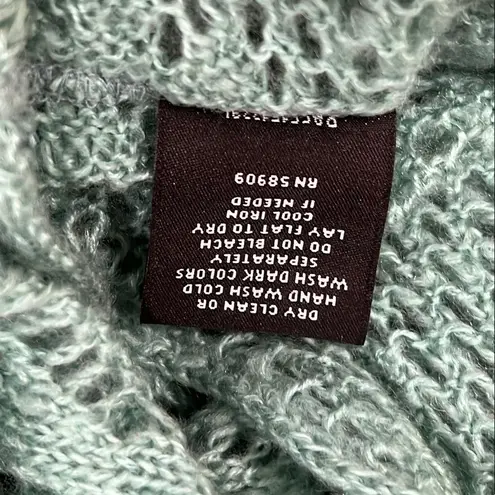 DRY CLEAN OR
HAND WASH COLD
WASH DARK COLORS
SEPARATELY
DO NOT BLEACH
LAY FLAT TO DRY
COOL IRON
IF NEEDED
RN 58909